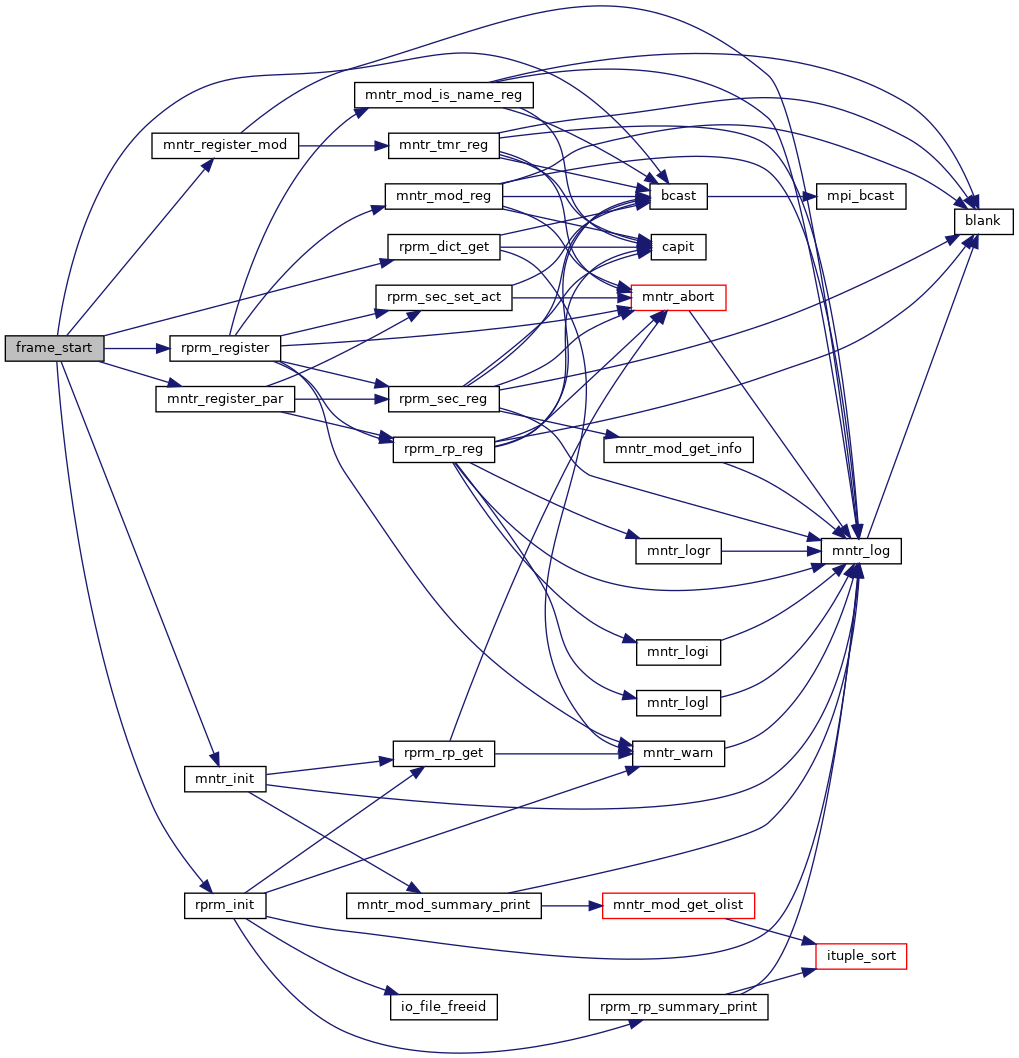 frame_start
mntr_register_mod
rprm_register
mntr_register_par
mntr_init
rprm_init
mntr_mod_is_name_reg
mntr_tmr_reg
mntr_mod_reg
rprm_dict_get
rprm_sec_set_act
rprm_sec_reg
rprm_rp_reg
rprm_rp_get
mntr_mod_summary_print
io_file_freeid
bcast
capit
mntr_abort
mntr_mod_get_info
mntr_logr
mntr_logi
mntr_logl
mntr_warn
mntr_mod_get_olist
rprm_rp_summary_print
mpi_bcast
mntr_log
ituple_sort
blank